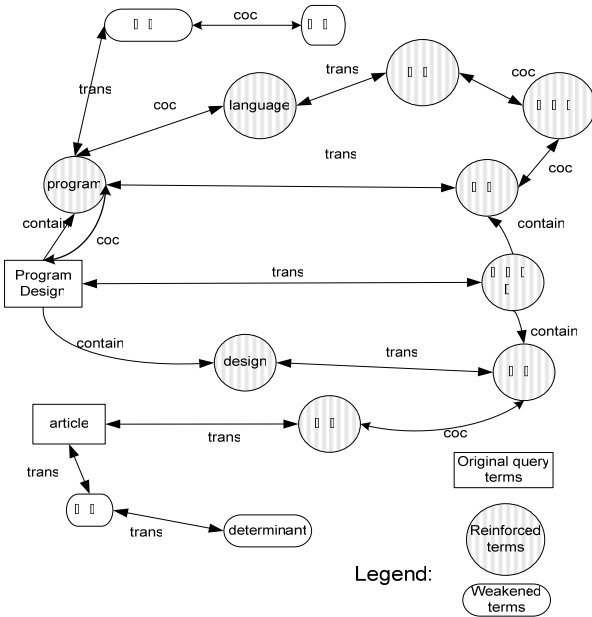 coc
trans
coc
language
trans
coc
program
trans
coc
contain
coc
contain
Program
Design
trans
contain
contain
design
trans
article
trans
coc
trans
trans
determinant
Original query
terms
Reinforced
terms
Legend:
Weakened
terms